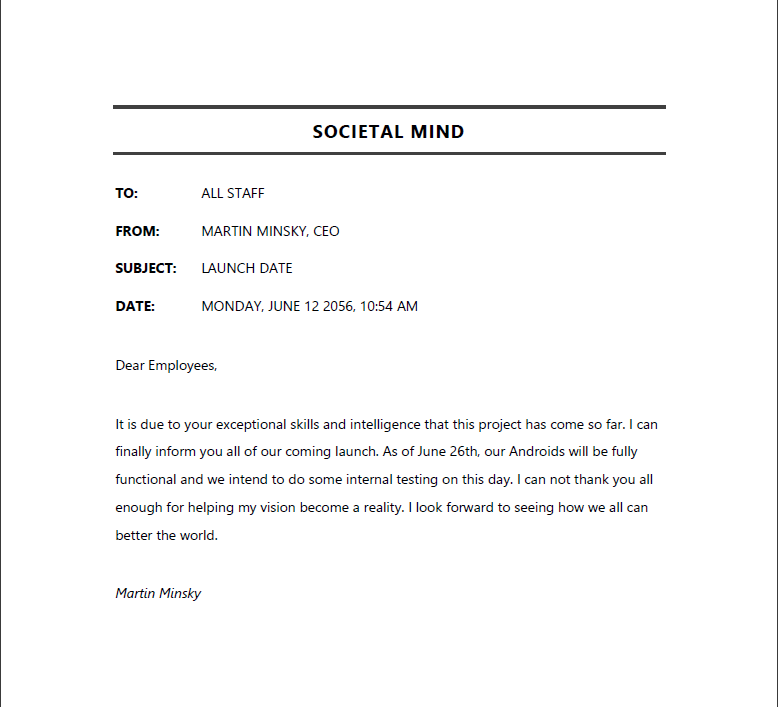 SOCIETAL MIND
TO: ALL STAFF
FROM: MARTIN MINSKY, CEO
SUBJECT: LAUNCH DATE
DATE: MONDAY, JUNE 12 2056, 10:54 AM
Dear Employees,
It is due to your exceptional skills and intelligence that this project has come so far. I can
finally inform you all of our coming launch. As of June 26th, our Androids will be fully
functional and we intend to do some internal testing on this day. I can not thank you all
enough for helping my vision become a reality. I look forward to seeing how we all can
better the world.
Martin Minsky